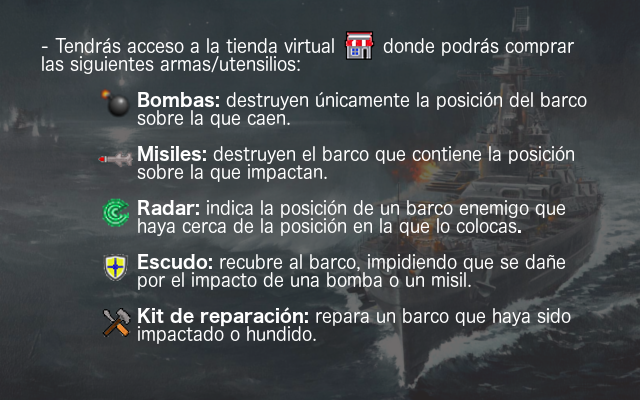 - Tendrás acceso a la tienda virtual donde podrás comprar
las siguientes armas/utensilios:
Bombas: destruyen únicamente la posición del barco
sobre la que caen.
Misiles: destruyen el barco que contiene la posición
sobre la que impactan.
Radar: indica la posición de un barco enemigo que
haya cerca de la posición en la que lo colocas.
Escudo: recubre al barco, impidiendo que se dañe
por el impacto de una bomba o un misil.
Kit de reparación: repara un barco que haya sido
impactado o hundido.